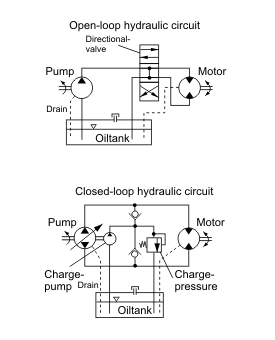 Open-loop hydraulic circuit
Directional-
valve
Pump
Motor
Drain
Oiltank
Closed-loop hydraulic circuit
Pump
Motor
Charge-
pump
Drain
Charge-
pressure
Oiltank